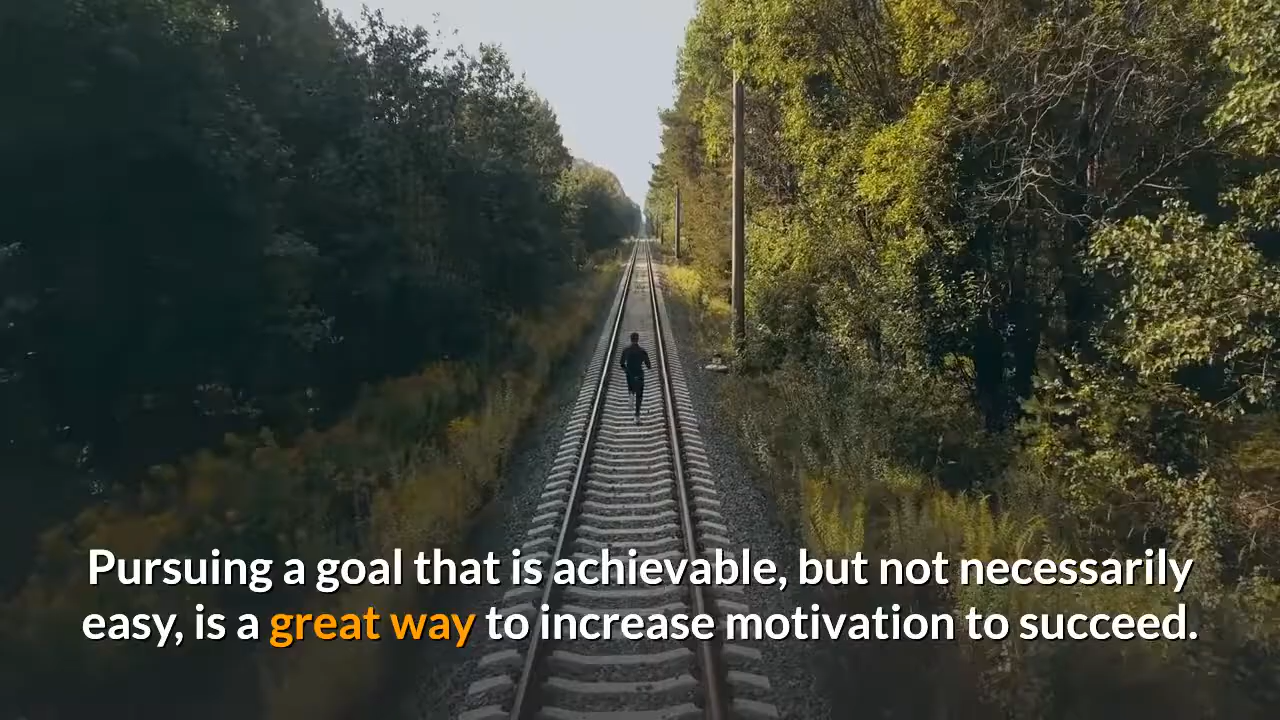 Pursuing a goal that is achievable, but not necessarily
easy, is a great way to increase motivation to succeed.